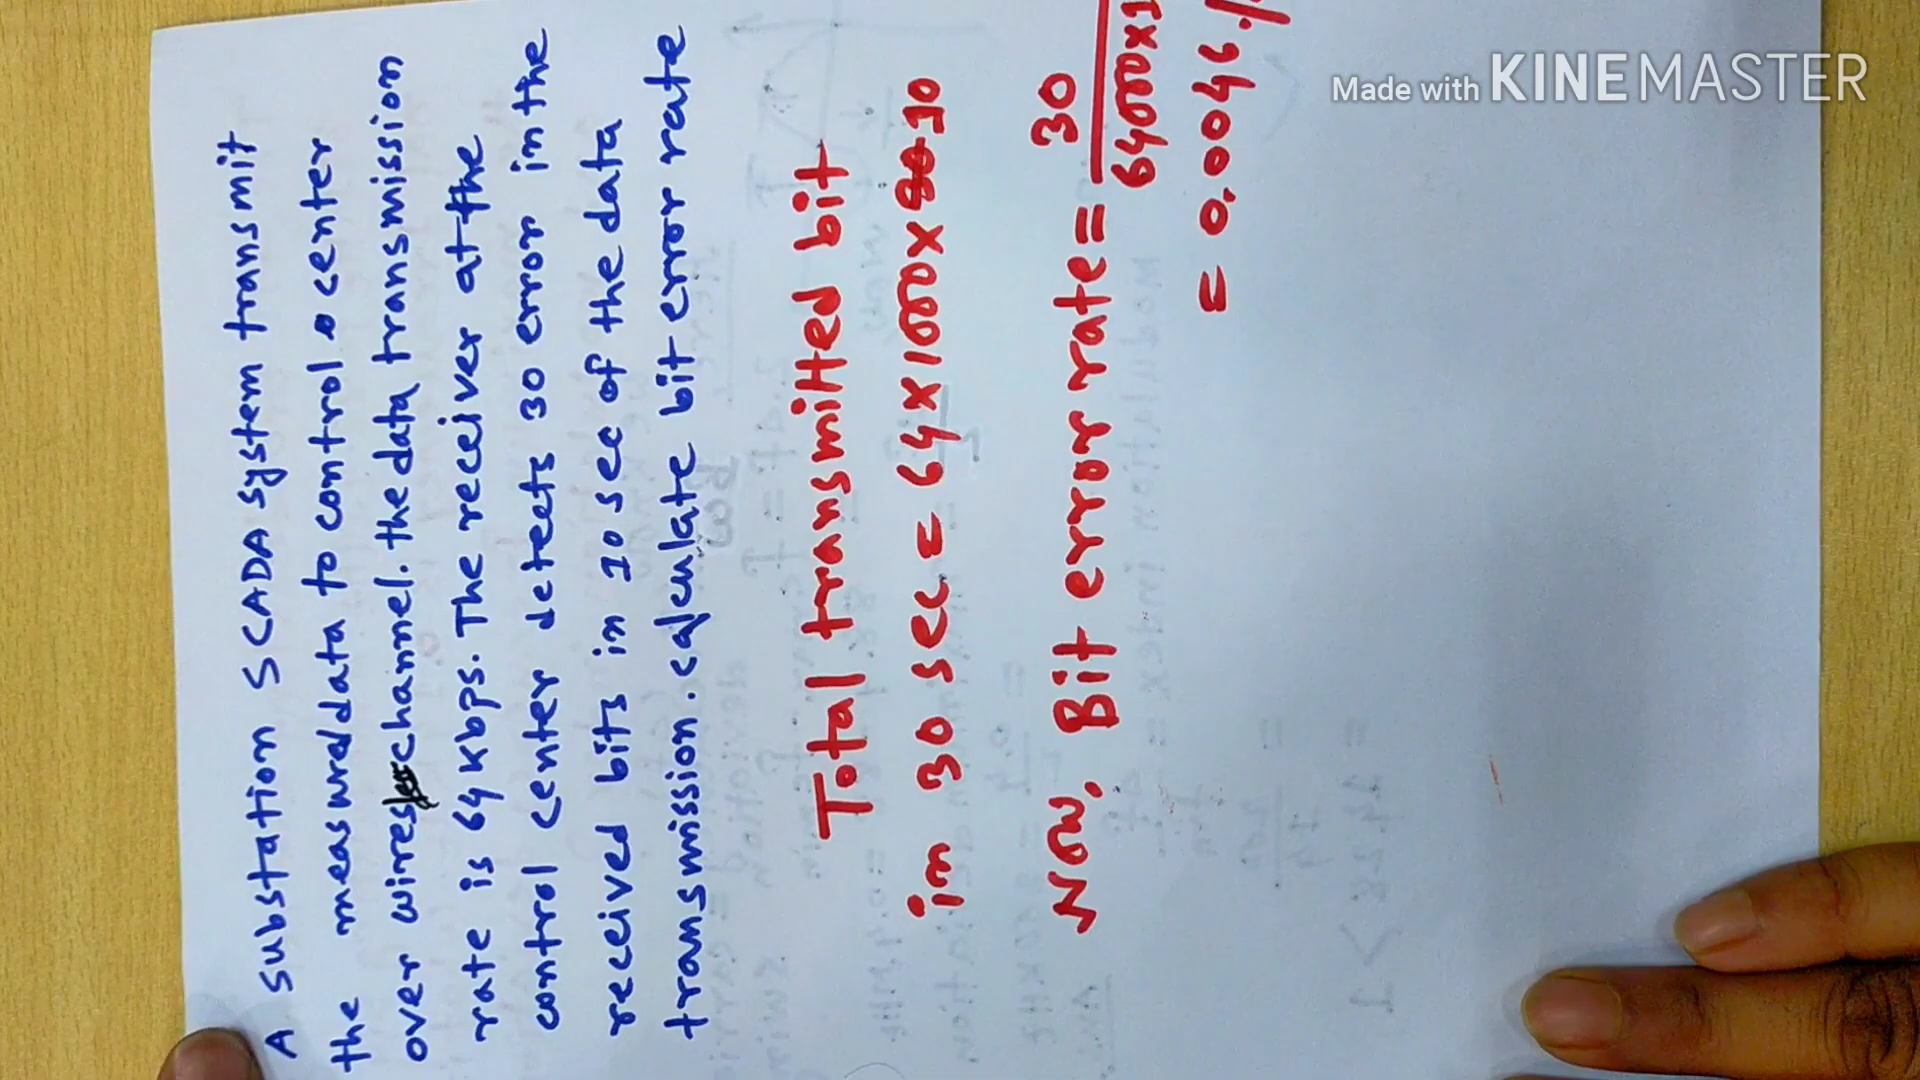 A substation SCADA system transmit
the measured data to control center
over wireless channel. the data transmission
rate is 64 Kbps. The receiver at the
control center detects 30 error in the
received bits in 10 sec of the data
transmission. calculate bit error rate
Total transmitted bit
in 30 sec = 64 x 1000 x 10
Now, Bit error rate = 30
64000x1
= 0.0046 %
Made with KINEMASTER